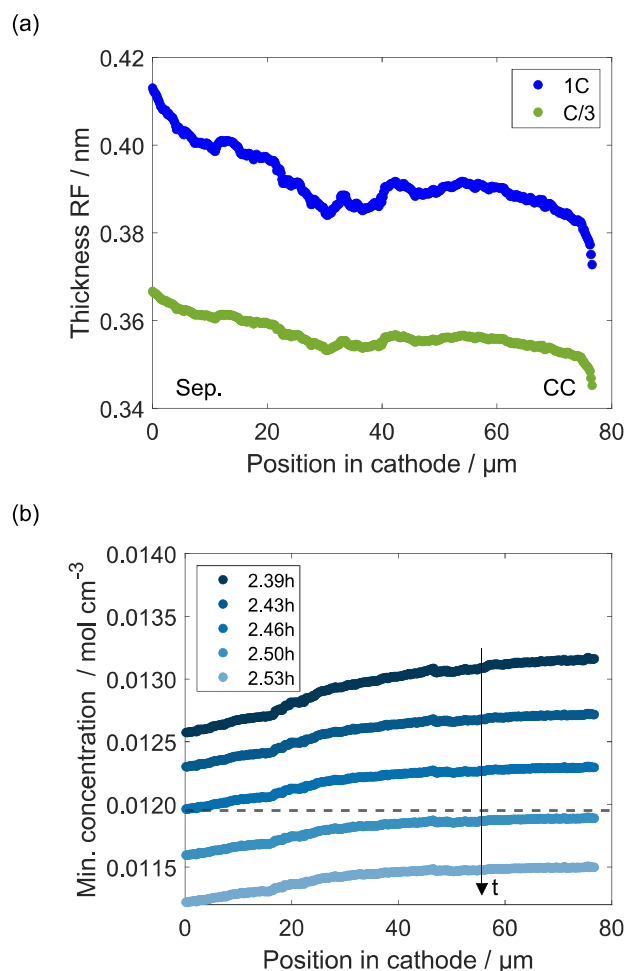 (a)
0.42
0.40
0.38
0.36
0.34
Thickness RF / nm
1C
C/3
Sep.
CC
0
20
40
60
80
Position in cathode / µm
(b)
0.0140
0.0135
0.0130
0.0125
0.0120
0.0115
Min. concentration / mol cm⁻³
2.39h
2.43h
2.46h
2.50h
2.53h
t
0
20
40
60
80
Position in cathode / µm